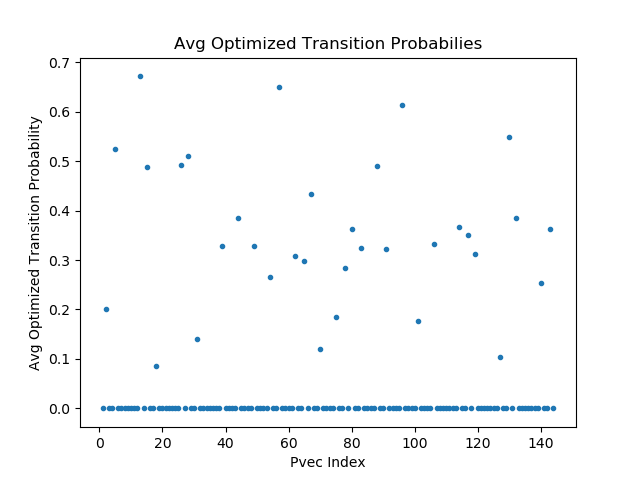 Avg Optimized Transition Probabilies
0.7
0.6
0.5
0.4
0.3
0.2
0.1
0.0
Avg Optimized Transition Probability
0 20 40 60 80 100 120 140
Pvec Index